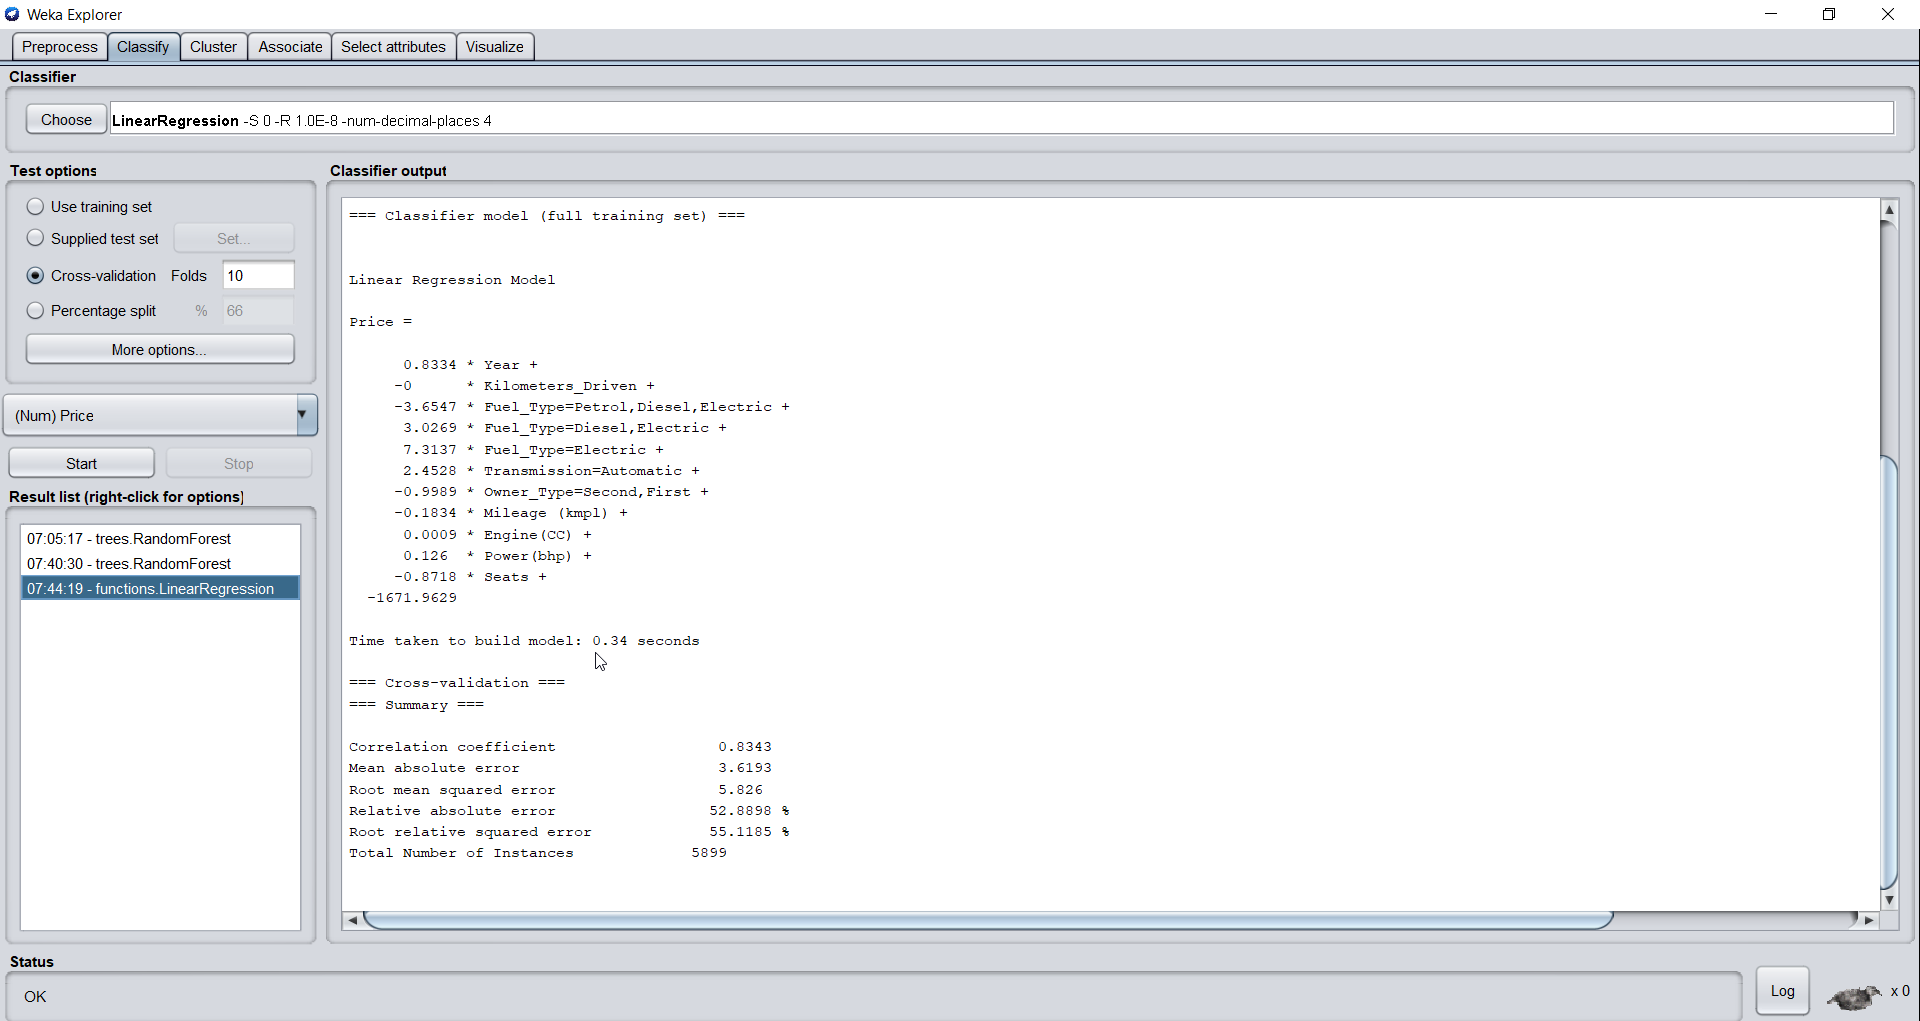 Weka Explorer
Preprocess Classify Cluster Associate Select attributes Visualize
Classifier
Choose LinearRegression -S 0 -R 1.0E-8 -num-decimal-places 4
Test options
Use training set
Supplied test set Set...
Cross-validation Folds 10
Percentage split % 66
More options...
(Num) Price
Start Stop
Result list (right-click for options)
07:05:17 - trees.RandomForest
07:40:30 - trees.RandomForest
07:44:19 - functions.LinearRegression
Classifier output
=== Classifier model (full training set) ===
Linear Regression Model
Price =
0.8334 * Year +
-0 * Kilometers_Driven +
-3.6547 * Fuel_Type=Petrol,Diesel,Electric +
3.0269 * Fuel_Type=Diesel,Electric +
7.3137 * Fuel_Type=Electric +
2.4528 * Transmission=Automatic +
-0.9989 * Owner_Type=Second,First +
-0.1834 * Mileage (kmpl) +
0.0009 * Engine(CC) +
0.126 * Power(bhp) +
-0.8718 * Seats +
-1671.9629
Time taken to build model: 0.34 seconds
=== Cross-validation ===
=== Summary ===
Correlation coefficient 0.8343
Mean absolute error 3.6193
Root mean squared error 5.826
Relative absolute error 52.8898 %
Root relative squared error 55.1185 %
Total Number of Instances 5899
Status
OK
Log x 0